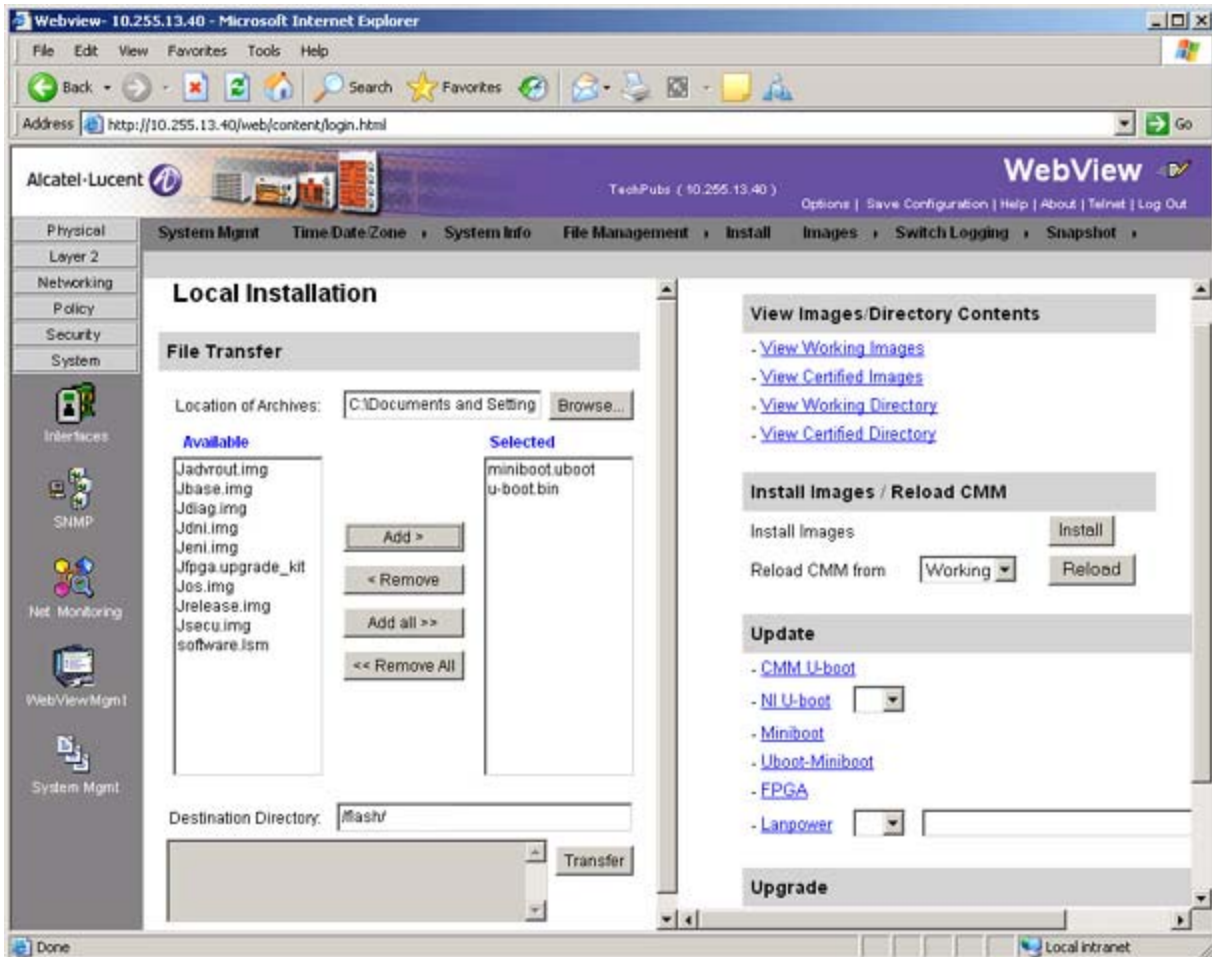 Webview- 10.255.13.40 - Microsoft Internet Explorer
File Edit View Favorites Tools Help
Back Search Favorites
Address http://10.255.13.40/web/content/login.html Go
Alcatel-Lucent
TechPubs ( 10.255.13.40 )
WebView
Options | Save Configuration | Help | About | Telnet | Log Out
Physical
Layer 2
Networking
Policy
Security
System
Interfaces
SNMP
Net Monitoring
WebViewMgmt
System Mgmt
System Mgmt Time/Date/Zone System Info File Management Install Images Switch Logging Snapshot
Local Installation
File Transfer
Location of Archives: C:\Documents and Setting Browse...
Available
Jadvrout.img
Jbase.img
Jdiag.img
Jdni.img
Jeni.img
Jfpga.upgrade_kit
Jos.img
Jrelease.img
Jsecu.img
software.lsm
Add >
< Remove
Add all >>
<< Remove All
Selected
miniboot.uboot
u-boot.bin
Destination Directory: /flash/
Transfer
View Images/Directory Contents
- View Working Images
- View Certified Images
- View Working Directory
- View Certified Directory
Install Images / Reload CMM
Install Images Install
Reload CMM from Working Reload
Update
- CMM U-boot
- NI U-boot
- Miniboot
- Uboot-Miniboot
- FPGA
- Lanpower
Upgrade
Done
Local intranet